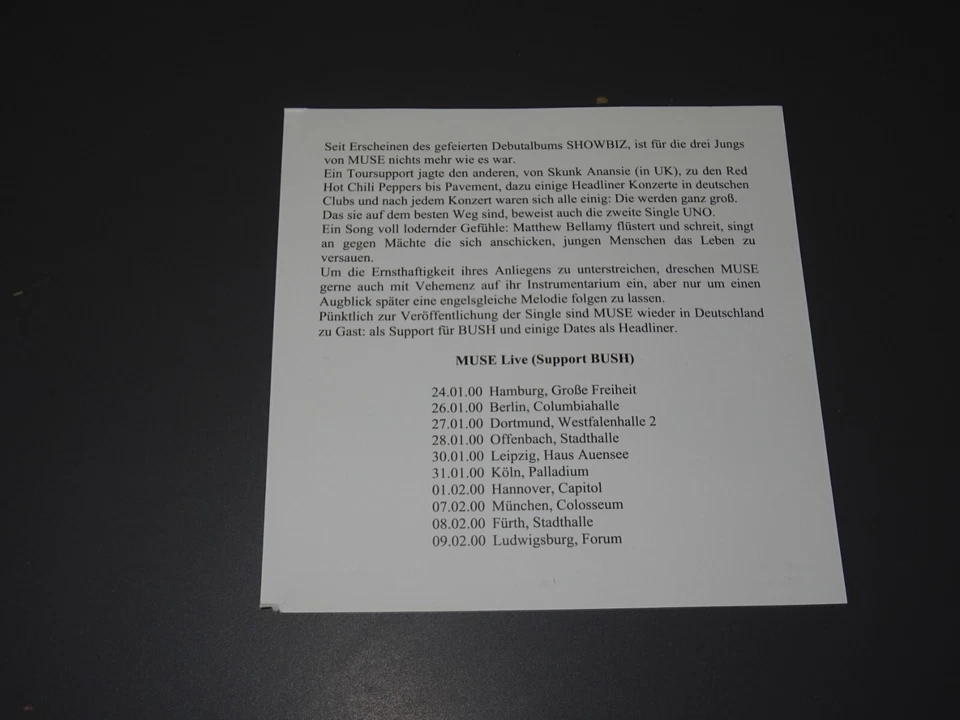 Seit Erscheinen des gefeierten Debutalbums SHOWBIZ, ist für die drei Jungs
von MUSE nichts mehr wie es war.
Ein Toursupport jagte den anderen, von Skunk Anansie (in UK), zu den Red
Hot Chili Peppers bis Pavement, dazu einige Headliner Konzerte in deutschen
Clubs und nach jedem Konzert waren sich alle einig: Die werden ganz groß.
Das sie auf dem besten Weg sind, beweist auch die zweite Single UNO.
Ein Song voll lodernder Gefühle: Matthew Bellamy flüstert und schreit, singt
an gegen Mächte die sich anschicken, jungen Menschen das Leben zu
versauen.
Um die Ernsthaftigkeit ihres Anliegens zu unterstreichen, dreschen MUSE
gerne auch mit Vehemenz auf ihr Instrumentarium ein, aber nur um einen
Augblick später eine engelsgleiche Melodie folgen zu lassen.
Pünktlich zur Veröffentlichung der Single sind MUSE wieder in Deutschland
zu Gast: als Support für BUSH und einige Dates als Headliner.
MUSE Live (Support BUSH)
24.01.00 Hamburg, Große Freiheit
26.01.00 Berlin, Columbiahalle
27.01.00 Dortmund, Westfalenhalle 2
28.01.00 Offenbach, Stadthalle
30.01.00 Leipzig, Haus Auensee
31.01.00 Köln, Palladium
01.02.00 Hannover, Capitol
07.02.00 München, Colosseum
08.02.00 Fürth, Stadthalle
09.02.00 Ludwigsburg, Forum